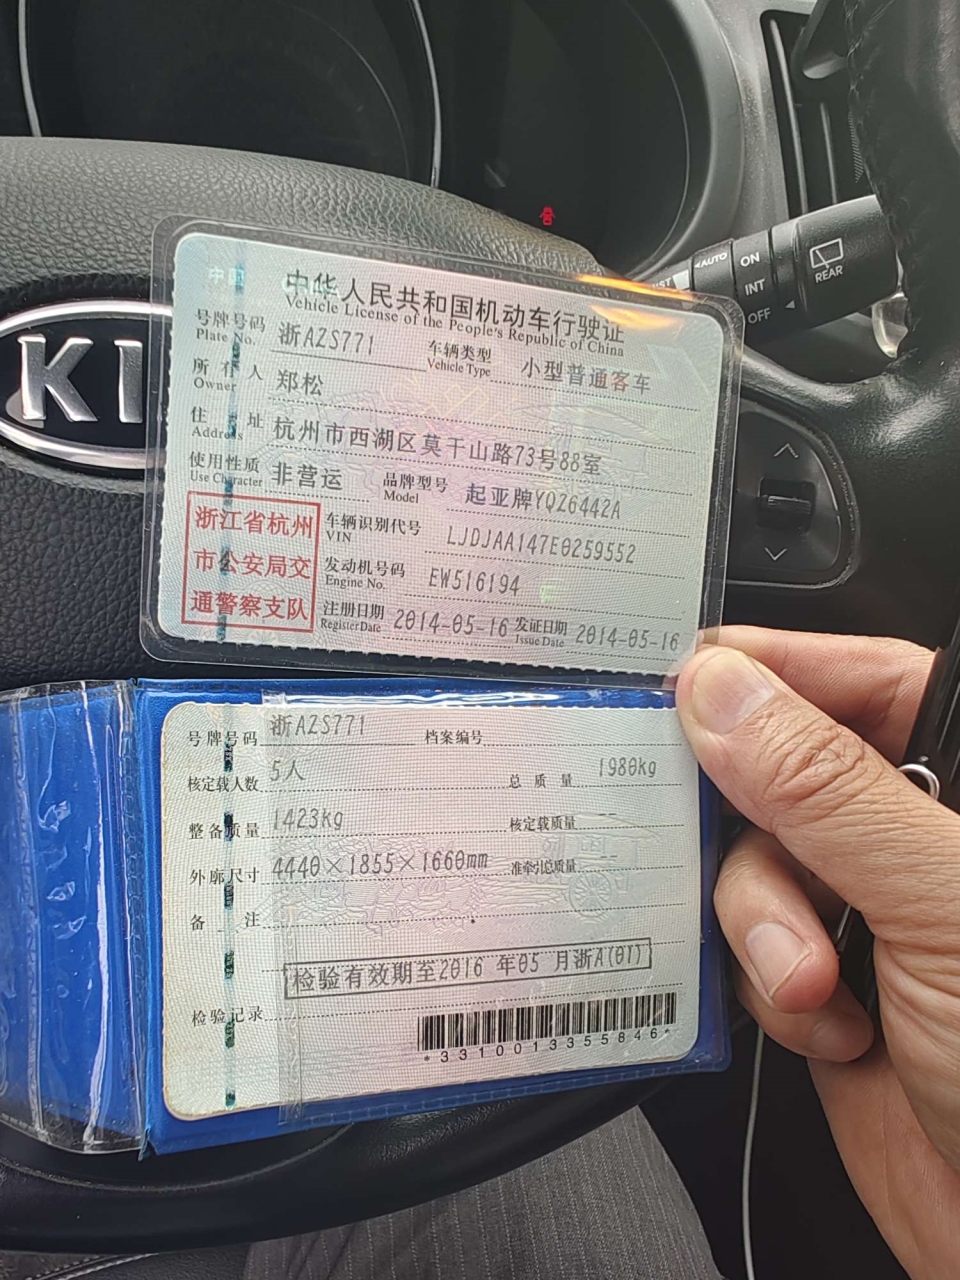 AUTO ON
INT
MIST
OFF
REAR
KI
中国
中华人民共和国机动车行驶证
Vehicle License of the People's Republic of China
号牌号码 浙AZS771 车辆类型 小型普通客车
Plate No. Vehicle Type
所有人 郑松
Owner
住址 杭州市西湖区莫干山路73号88室
Address
使用性质 非营运 品牌型号 起亚牌YQZ6442A
Use Character Model
浙江省杭州
市公安局交
通警察支队
车辆识别代号 LJDJAA147E0259552
VIN
发动机号码 EW516194
Engine No.
注册日期 2014-05-16 发证日期 2014-05-16
Register Date Issue Date
号牌号码 浙AZS771 档案编号
核定载人数 5人 总质量 1980kg
整备质量 1423kg 核定载质量 --
外廓尺寸 4440×1855×1660mm 准牵引总质量 --
备注
检验有效期至2016 年05 月浙A(01)
检验记录
*3310013355846*